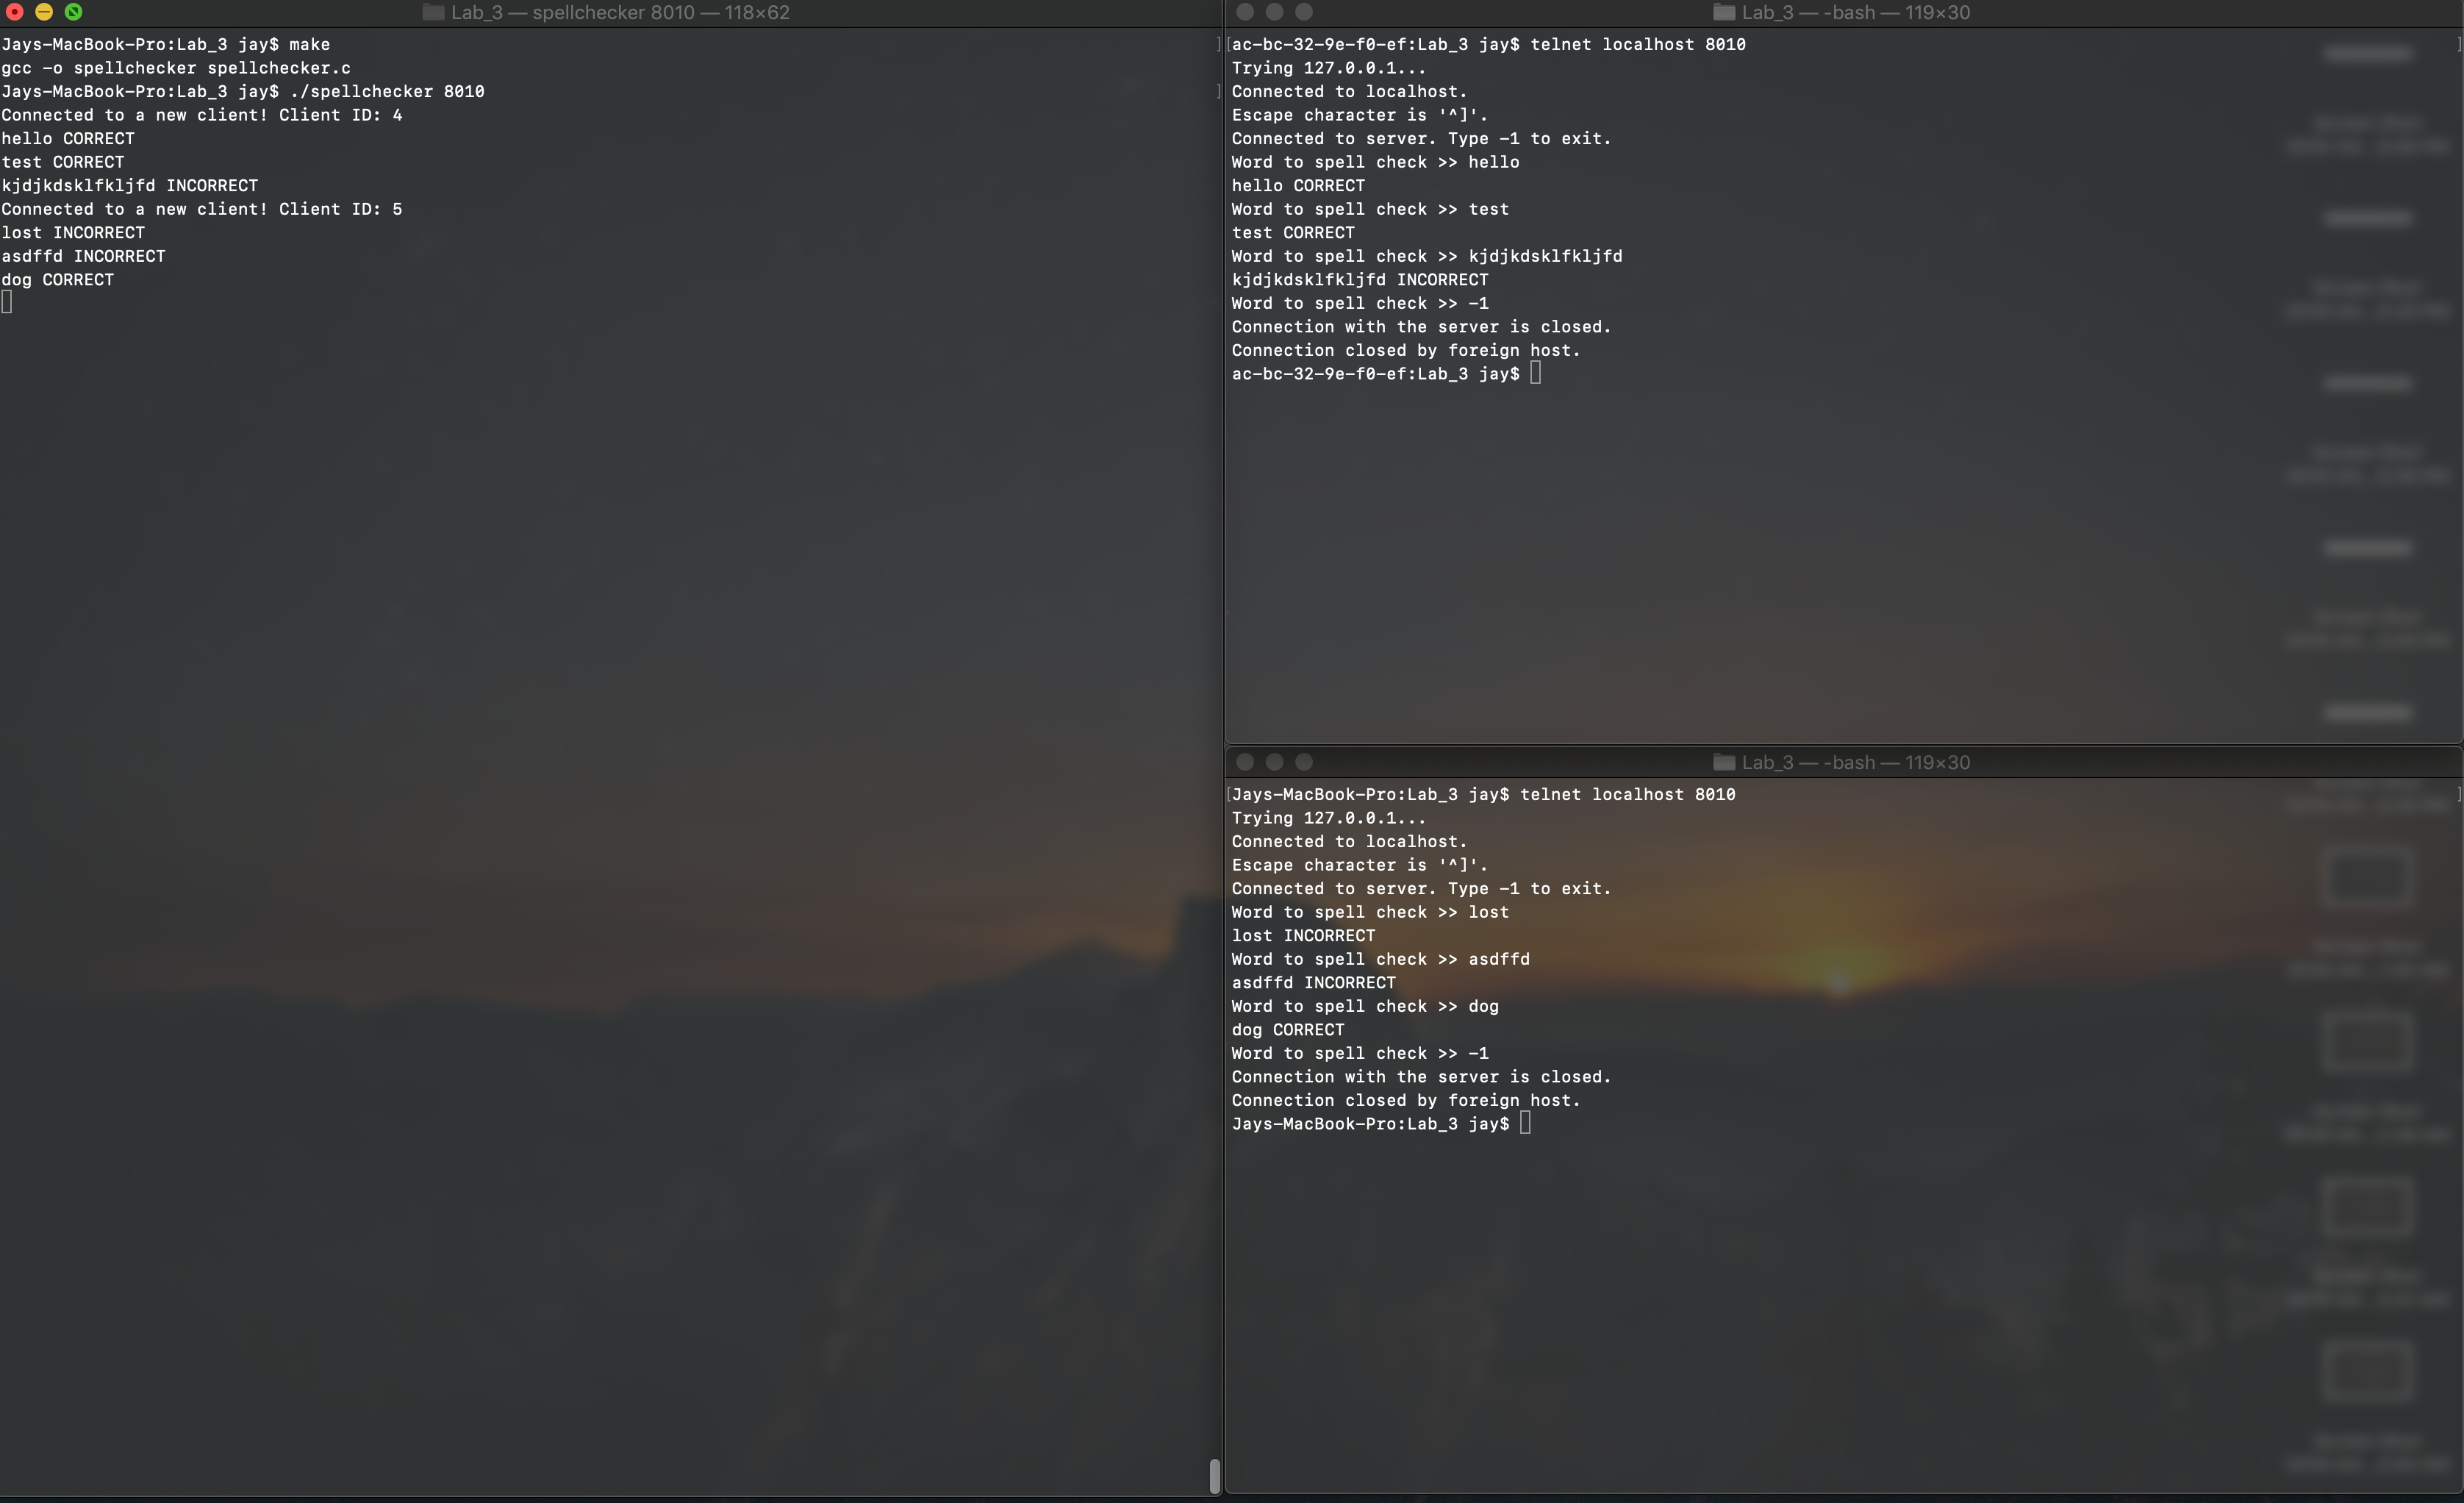 Lab_3 — spellchecker 8010 — 118×62
Jays-MacBook-Pro:Lab_3 jay$ make
gcc -o spellchecker spellchecker.c
Jays-MacBook-Pro:Lab_3 jay$ ./spellchecker 8010
Connected to a new client! Client ID: 4
hello CORRECT
test CORRECT
kjdjkdsklfkljfd INCORRECT
Connected to a new client! Client ID: 5
lost INCORRECT
asdffd INCORRECT
dog CORRECT
Lab_3 — -bash — 119×30
[ac-bc-32-9e-f0-ef:Lab_3 jay$ telnet localhost 8010 ]
Trying 127.0.0.1...
Connected to localhost.
Escape character is '^]'.
Connected to server. Type -1 to exit.
Word to spell check >> hello
hello CORRECT
Word to spell check >> test
test CORRECT
Word to spell check >> kjdjkdsklfkljfd
kjdjkdsklfkljfd INCORRECT
Word to spell check >> -1
Connection with the server is closed.
Connection closed by foreign host.
ac-bc-32-9e-f0-ef:Lab_3 jay$
Lab_3 — -bash — 119×30
[Jays-MacBook-Pro:Lab_3 jay$ telnet localhost 8010 ]
Trying 127.0.0.1...
Connected to localhost.
Escape character is '^]'.
Connected to server. Type -1 to exit.
Word to spell check >> lost
lost INCORRECT
Word to spell check >> asdffd
asdffd INCORRECT
Word to spell check >> dog
dog CORRECT
Word to spell check >> -1
Connection with the server is closed.
Connection closed by foreign host.
Jays-MacBook-Pro:Lab_3 jay$